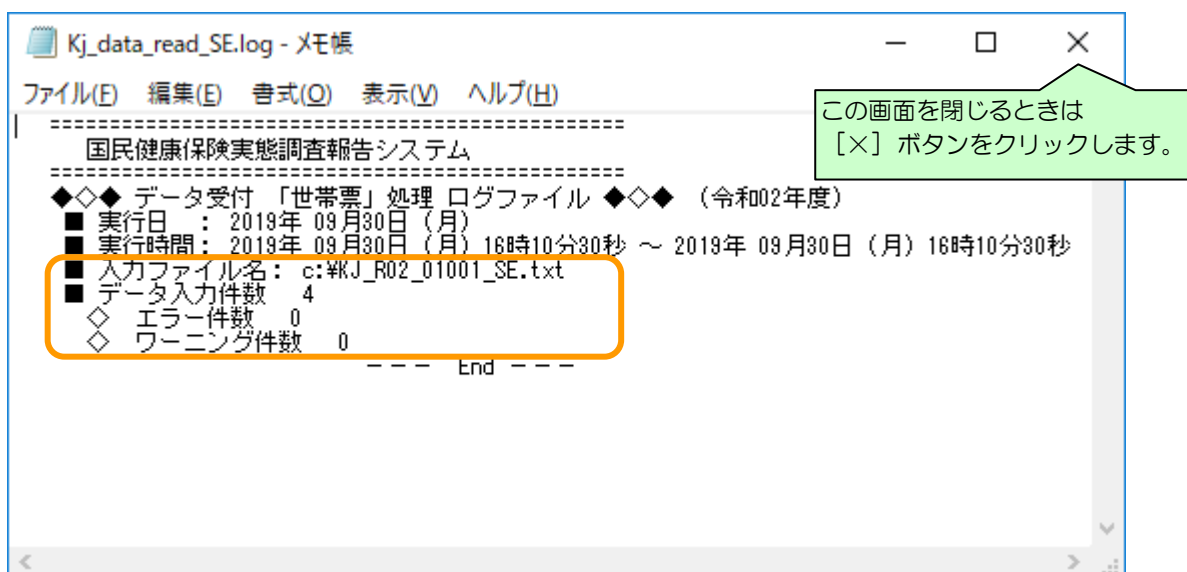 Kj_data_read_SE.log - メモ帳
ファイル(F) 編集(E) 書式(O) 表示(V) ヘルプ(H)
この画面を閉じるときは
［×］ボタンをクリックします。
================================================
国民健康保険実態調査報告システム
================================================
◆◇◆ データ受付 「世帯票」処理 ログファイル ◆◇◆ （令和02年度）
■ 実行日 ： 2019年 09月30日（月）
■ 実行時間： 2019年 09月30日（月）16時10分30秒 ～ 2019年 09月30日（月）16時10分30秒
■ 入力ファイル名： c:¥KJ_R02_01001_SE.txt
■ データ入力件数 4
◇ エラー件数 0
◇ ワーニング件数 0
－－－ End －－－